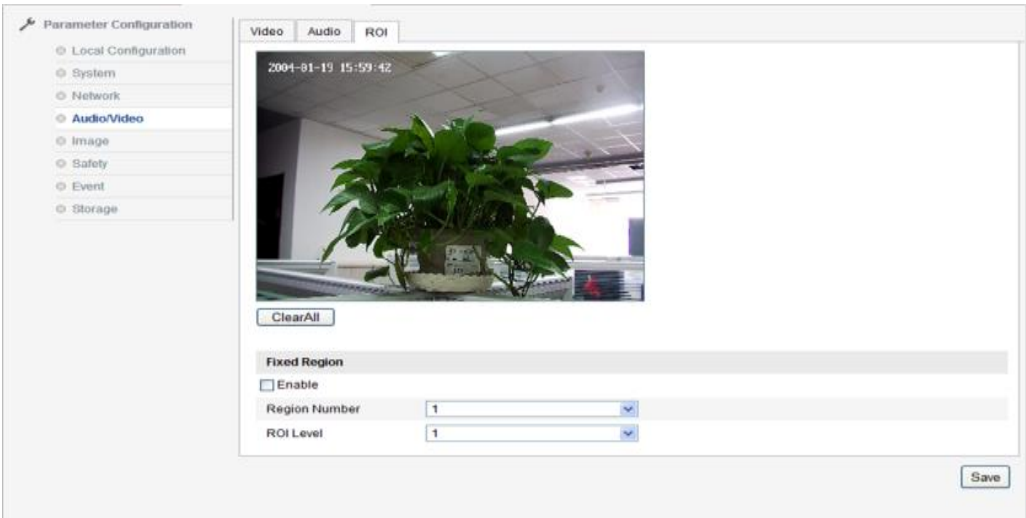 Parameter Configuration
Local Configuration
System
Network
Audio/Video
Image
Safety
Event
Storage
Video
Audio
ROI
2004-01-19 15:59:42
ClearAll
Fixed Region
Enable
Region Number
1
ROI Level
1
Save